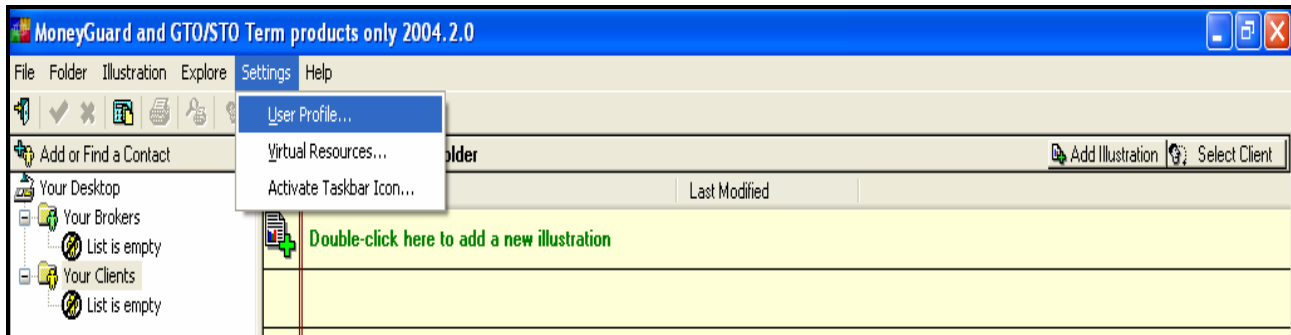 MoneyGuard and GTO/STO Term products only 2004.2.0
File Folder Illustration Explore Settings Help
User Profile...
Add or Find a Contact
Virtual Resources...
older
Add Illustration Select Client
Your Desktop
Activate Taskbar Icon...
Last Modified
Your Brokers
List is empty
Double-click here to add a new illustration
Your Clients
List is empty